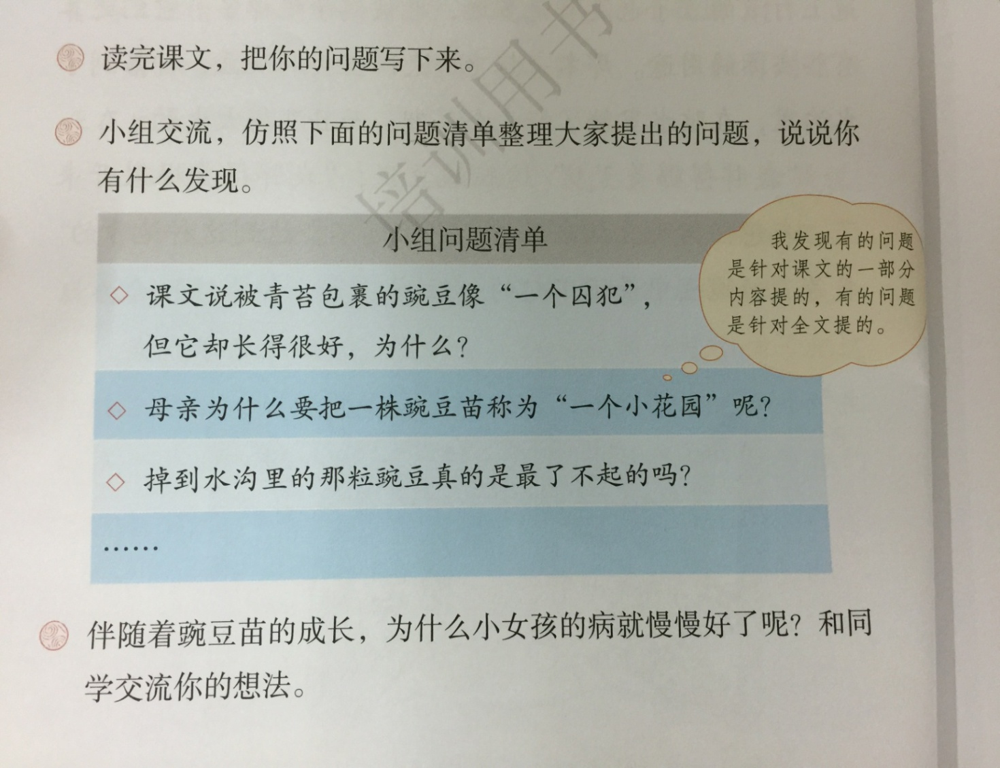 读完课文，把你的问题写下来。
小组交流，仿照下面的问题清单整理大家提出的问题，说说你
有什么发现。
培训用书
小组问题清单
我发现有的问题
是针对课文的一部分
内容提的，有的问题
是针对全文提的。
◇ 课文说被青苔包裹的豌豆像“一个囚犯”，
但它却长得很好，为什么？
◇ 母亲为什么要把一株豌豆苗称为“一个小花园”呢？
◇ 掉到水沟里的那粒豌豆真的是最了不起的吗？
……
伴随着豌豆苗的成长，为什么小女孩的病就慢慢好了呢？和同
学交流你的想法。